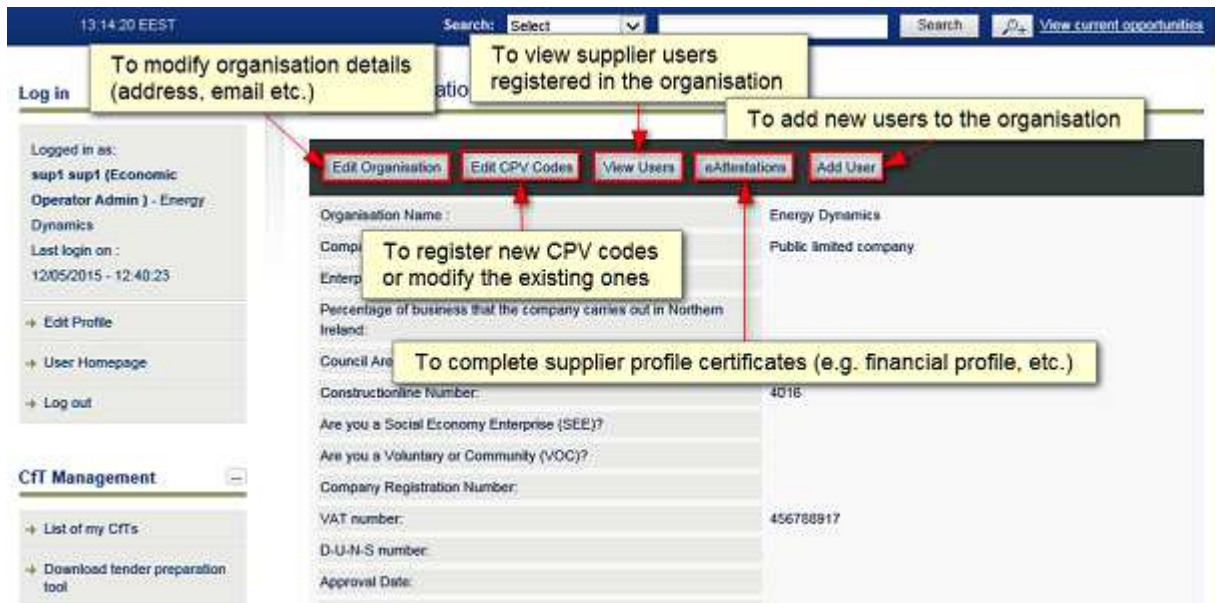 13:14:20 EEST Search: Select Search View current opportunities
To modify organisation details
(address, email etc.)
To view supplier users
registered in the organisation
Log in
atio
To add new users to the organisation
Logged in as:
sup1 sup1 (Economic
Operator Admin ) - Energy
Dynamics
Last login on :
12/05/2015 - 12:40:23
Edit Organisation Edit CPV Codes View Users eAttestations Add User
Organisation Name : Energy Dynamics
Comp Public limited company
To register new CPV codes
or modify the existing ones
Enterp
Percentage of business that the company carries out in Northern
Ireland:
Edit Profile
User Homepage
Log out
Council Are
To complete supplier profile certificates (e.g. financial profile, etc.)
Constructionline Number: 4016
Are you a Social Economy Enterprise (SEE)?
Are you a Voluntary or Community (VOC)?
Company Registration Number:
VAT number: 456788917
D-U-N-S number:
Approval Date:
CfT Management
List of my CfTs
Download tender preparation
tool